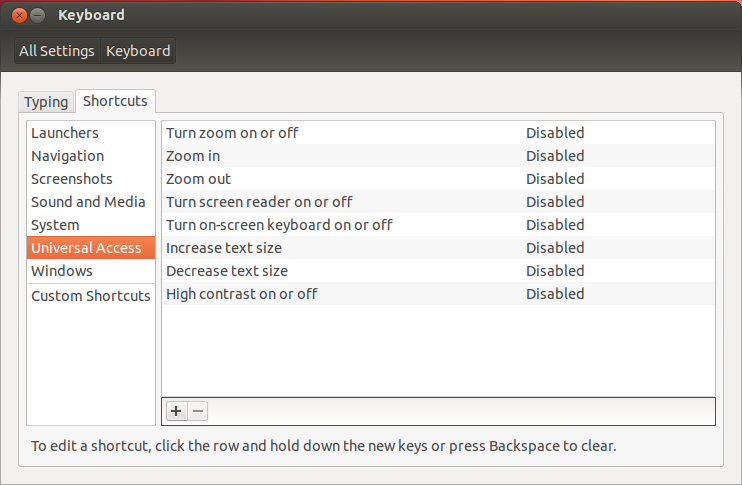 Keyboard
All Settings Keyboard
Typing Shortcuts
Launchers
Navigation
Screenshots
Sound and Media
System
Universal Access
Windows
Custom Shortcuts
Turn zoom on or off Disabled
Zoom in Disabled
Zoom out Disabled
Turn screen reader on or off Disabled
Turn on-screen keyboard on or off Disabled
Increase text size Disabled
Decrease text size Disabled
High contrast on or off Disabled
To edit a shortcut, click the row and hold down the new keys or press Backspace to clear.